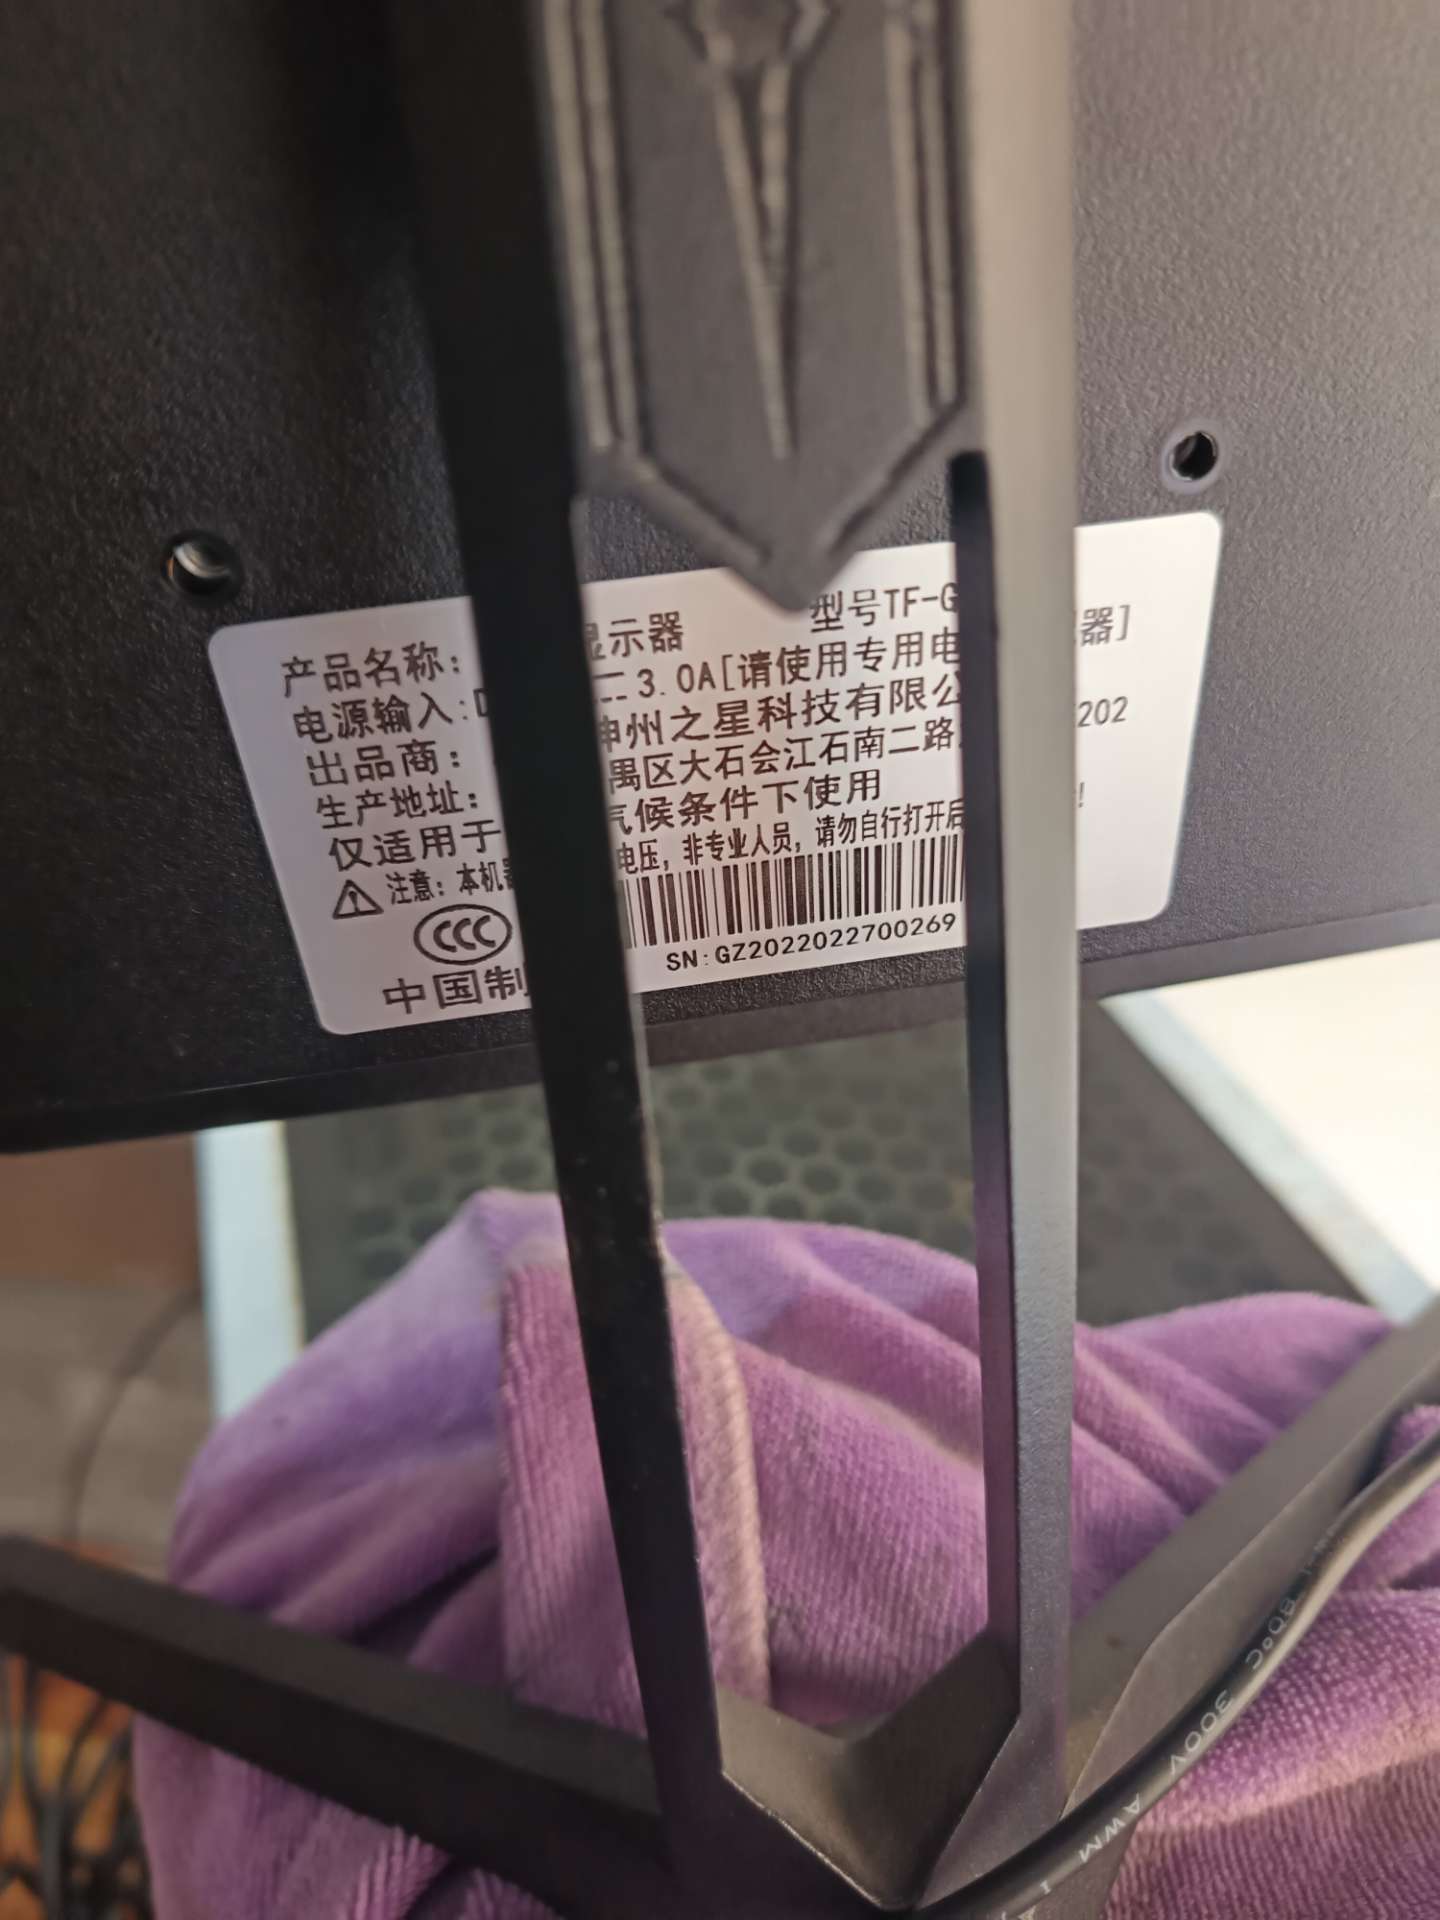 产品名称： 显示器 型号TF-G
电源输入: 3.0A[请使用专用电 器]
出品商： 神州之星科技有限公
生产地址： 禺区大石会江石南二路 202
仅适用于 气候条件下使用
注意：本机器 电压，非专业人员，请勿自行打开后 !
CCC
SN:GZ2022022700269
中国制
80°C 300V AWM